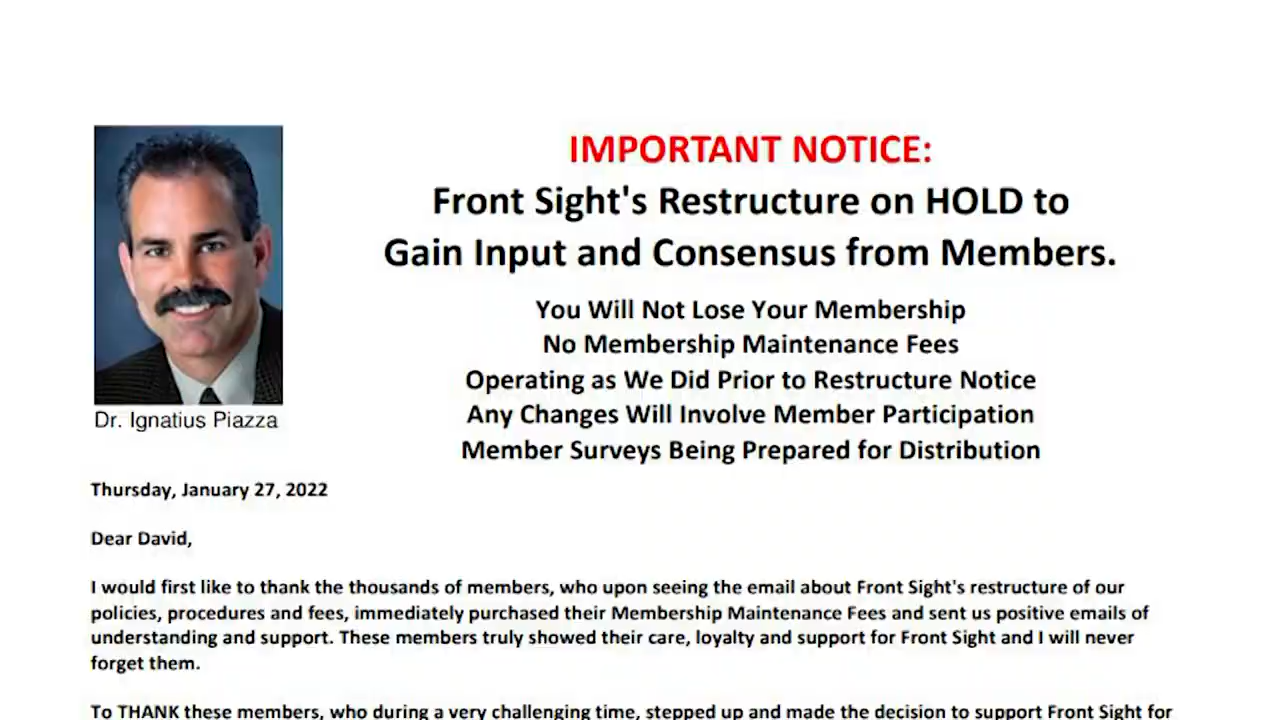 IMPORTANT NOTICE:
Front Sight's Restructure on HOLD to
Gain Input and Consensus from Members.
You Will Not Lose Your Membership
No Membership Maintenance Fees
Operating as We Did Prior to Restructure Notice
Any Changes Will Involve Member Participation
Member Surveys Being Prepared for Distribution
Dr. Ignatius Piazza
Thursday, January 27, 2022
Dear David,
I would first like to thank the thousands of members, who upon seeing the email about Front Sight's restructure of our
policies, procedures and fees, immediately purchased their Membership Maintenance Fees and sent us positive emails of
understanding and support. These members truly showed their care, loyalty and support for Front Sight and I will never
forget them.
To THANK these members, who during a very challenging time, stepped up and made the decision to support Front Sight for